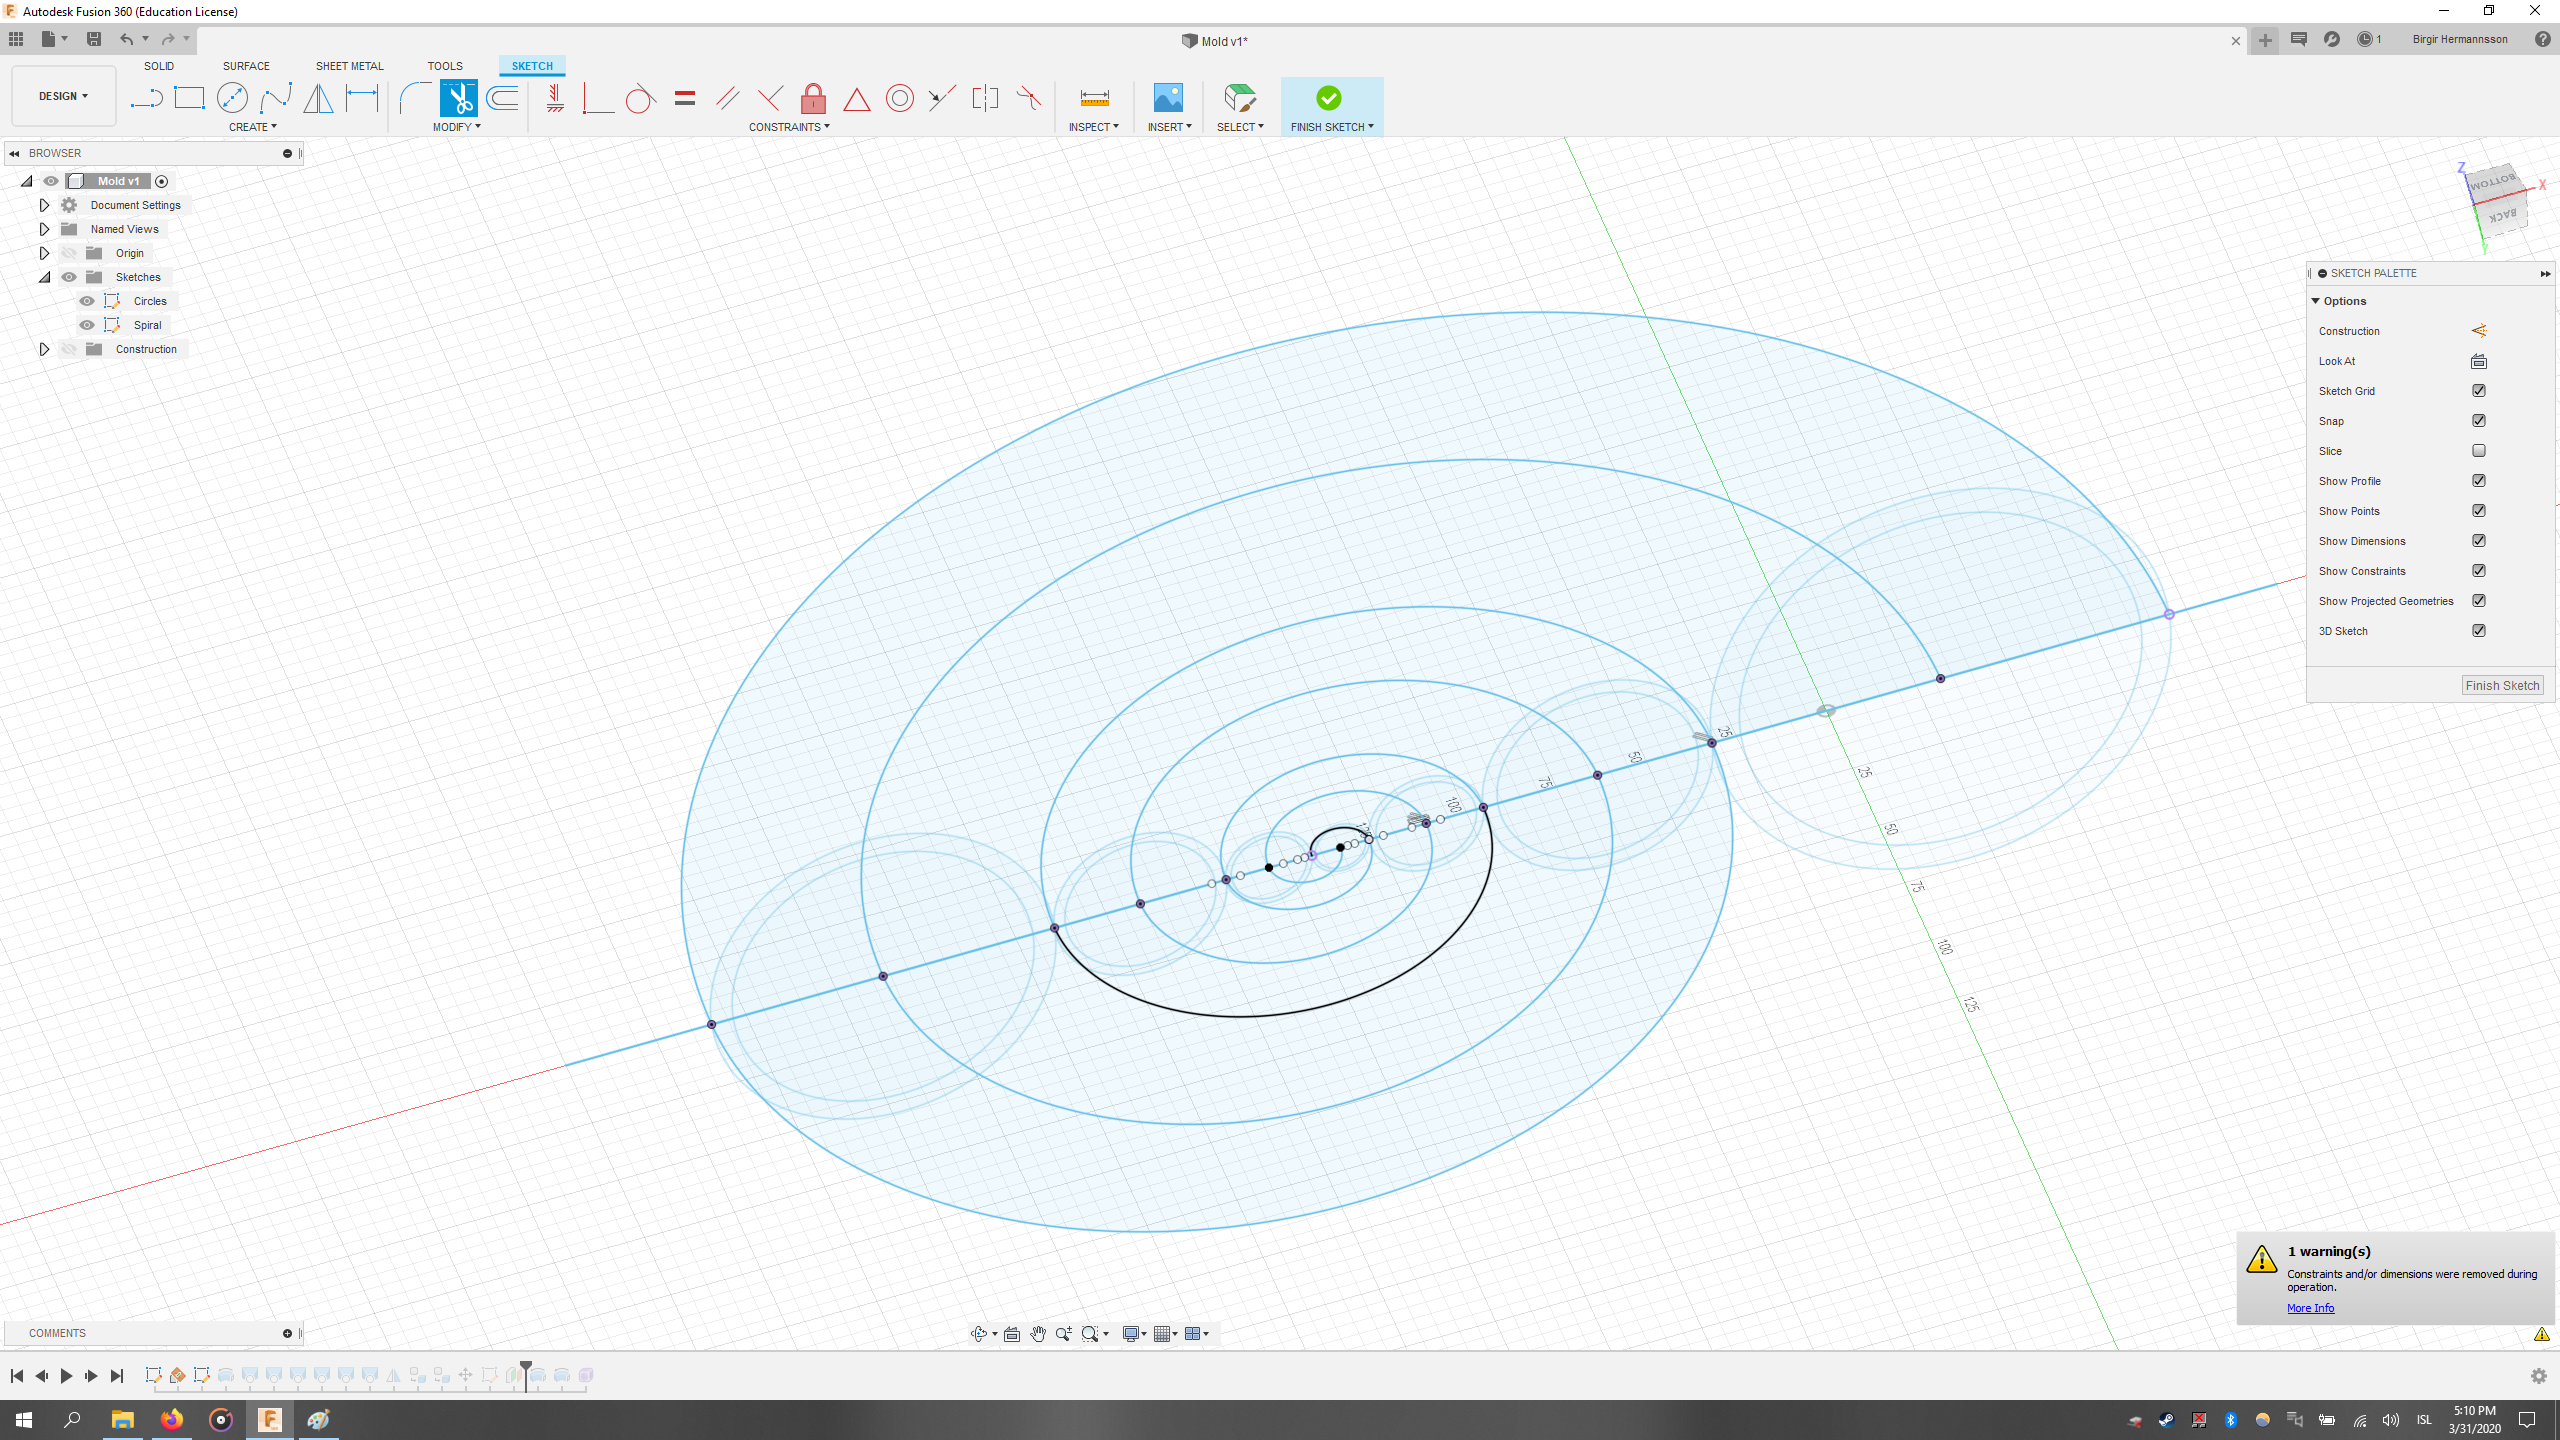 Autodesk Fusion 360 (Education License)
Mold v1*
1
Birgir Hermannsson
SOLID
SURFACE
SHEET METAL
TOOLS
SKETCH
DESIGN
CREATE
MODIFY
CONSTRAINTS
INSPECT
INSERT
SELECT
FINISH SKETCH
BROWSER
Mold v1
Document Settings
Named Views
Origin
Sketches
Circles
Spiral
Construction
Z
X
Y
BOTTOM
BACK
SKETCH PALETTE
Options
Construction
Look At
Sketch Grid
Snap
Slice
Show Profile
Show Points
Show Dimensions
Show Constraints
Show Projected Geometries
3D Sketch
Finish Sketch
25
50
75
100
25
50
75
100
125
1 warning(s)
Constraints and/or dimensions were removed during
operation.
More Info
COMMENTS
ISL
5:10 PM
3/31/2020